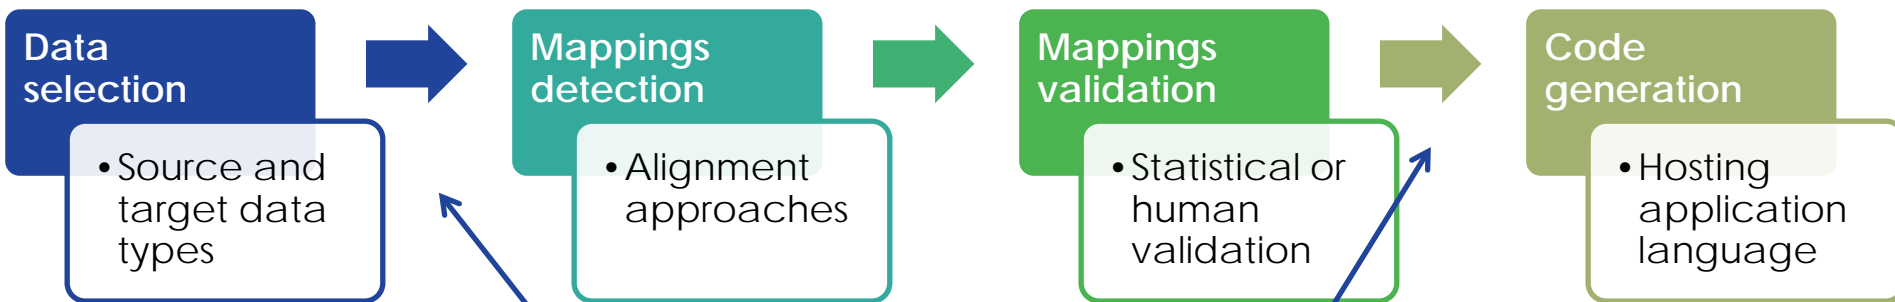 Data
selection
• Source and
target data
types
Mappings
detection
• Alignment
approaches
Mappings
validation
• Statistical or
human
validation
Code
generation
• Hosting
application
language